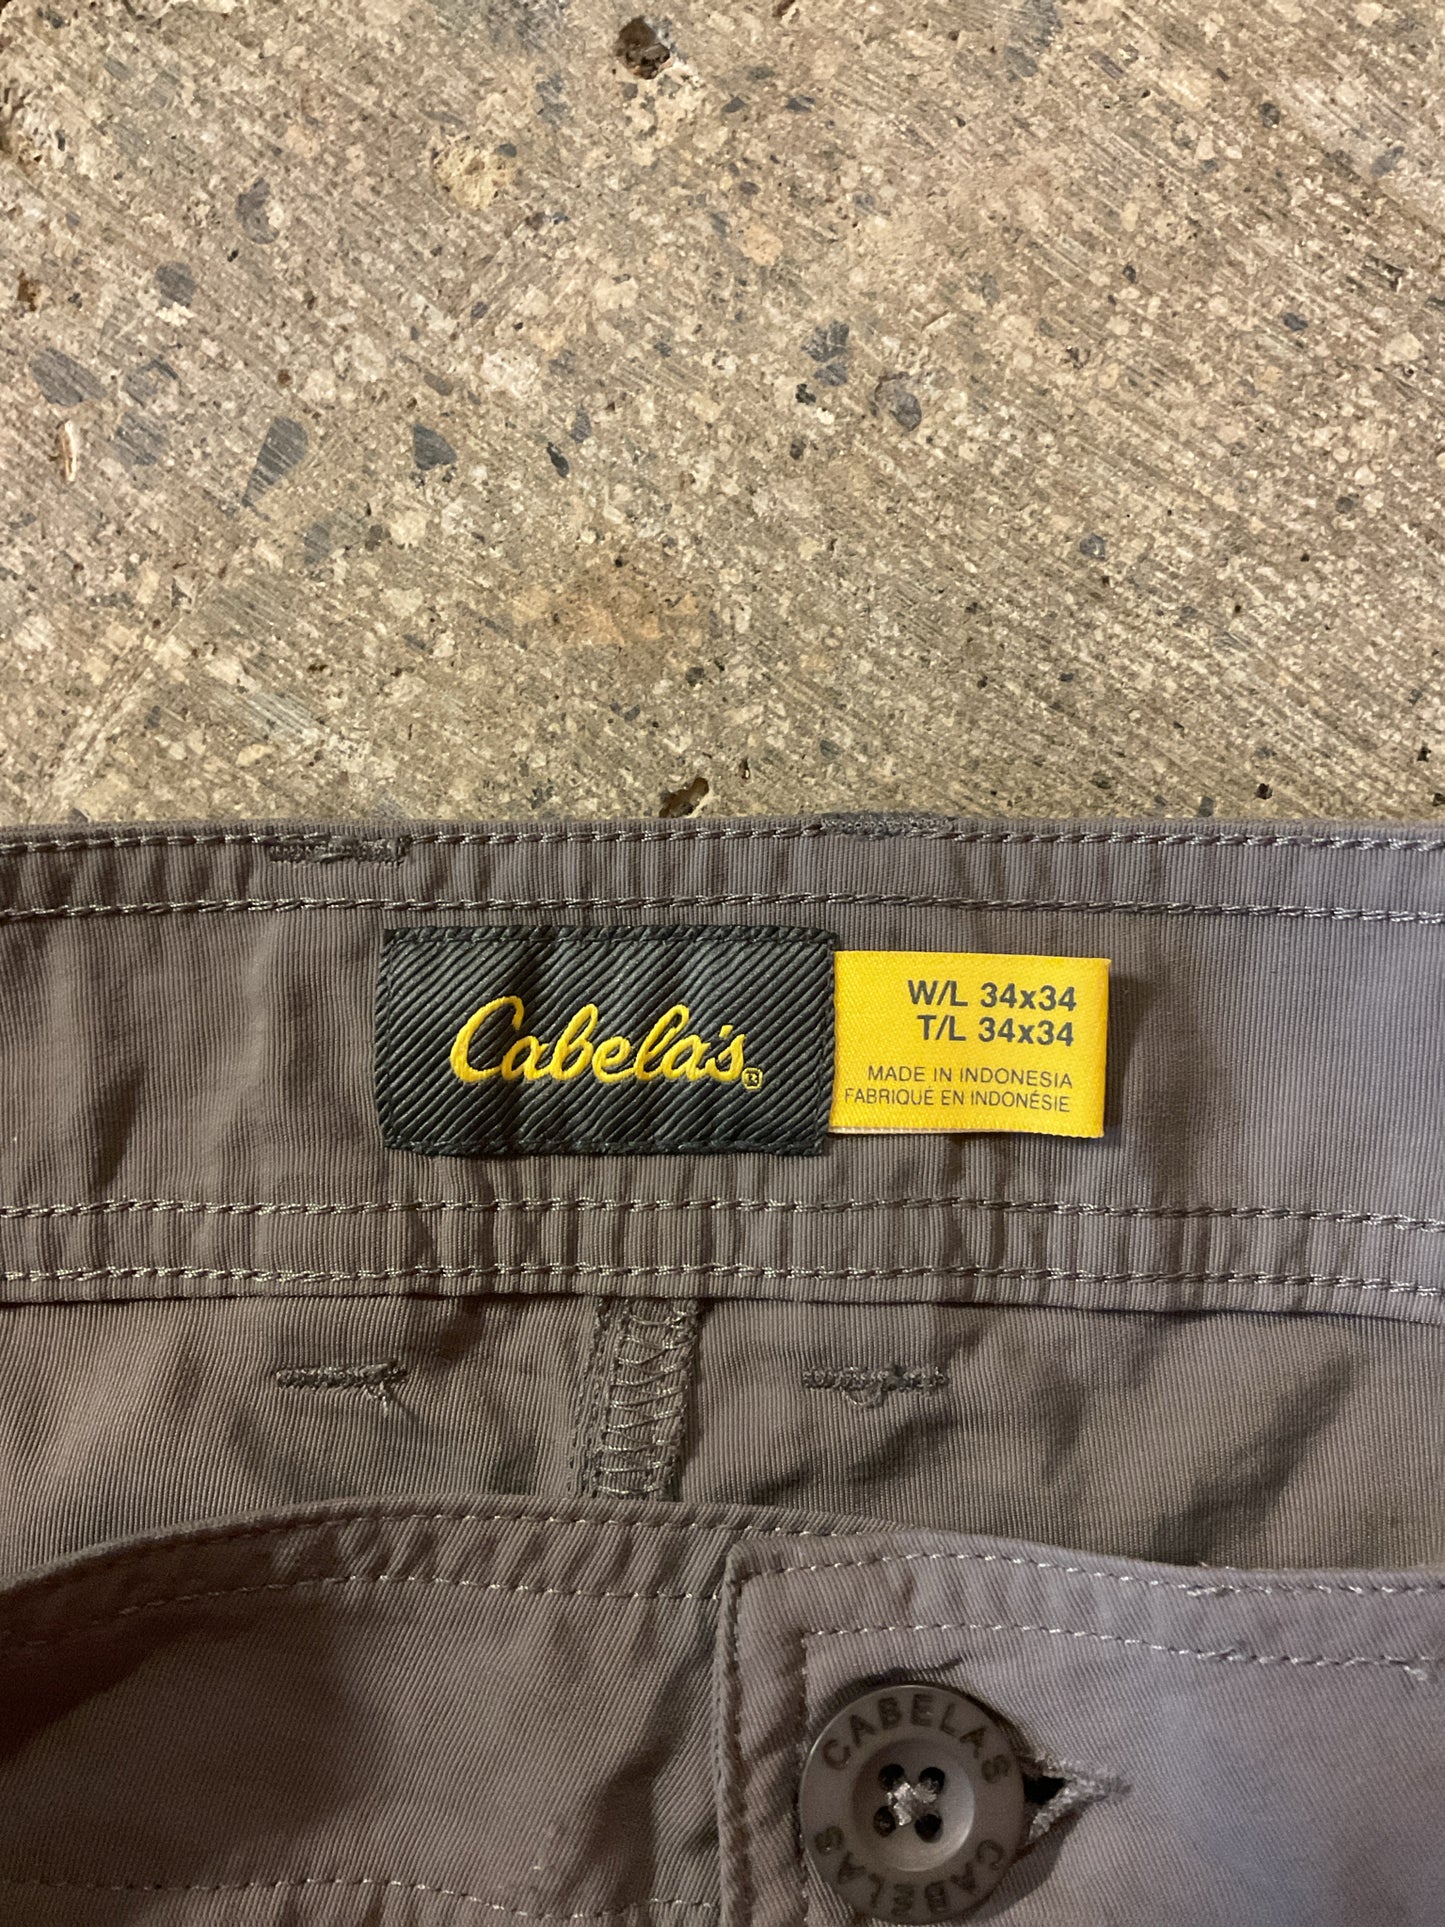 Cabela's®
W/L 34x34
T/L 34x34
MADE IN INDONESIA
FABRIQUÉ EN INDONÉSIE
CABELAS
CABELAS